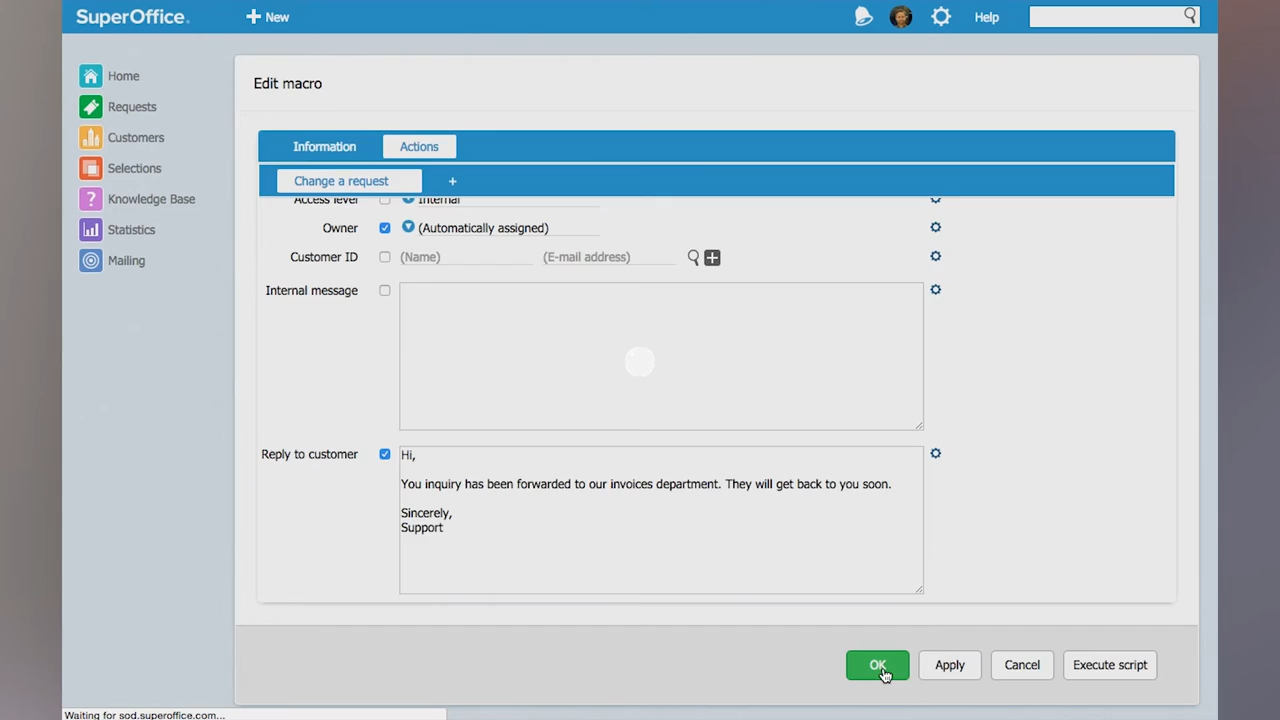 SuperOffice.
New
Help
Home
Requests
Customers
Selections
Knowledge Base
Statistics
Mailing
Edit macro
Information
Actions
Change a request
+
Access level
Internal
Owner
(Automatically assigned)
Customer ID
(Name)
(E-mail address)
Internal message
Reply to customer
Hi,
You inquiry has been forwarded to our invoices department. They will get back to you soon.
Sincerely,
Support
OK
Apply
Cancel
Execute script
Waiting for sod.superoffice.com...